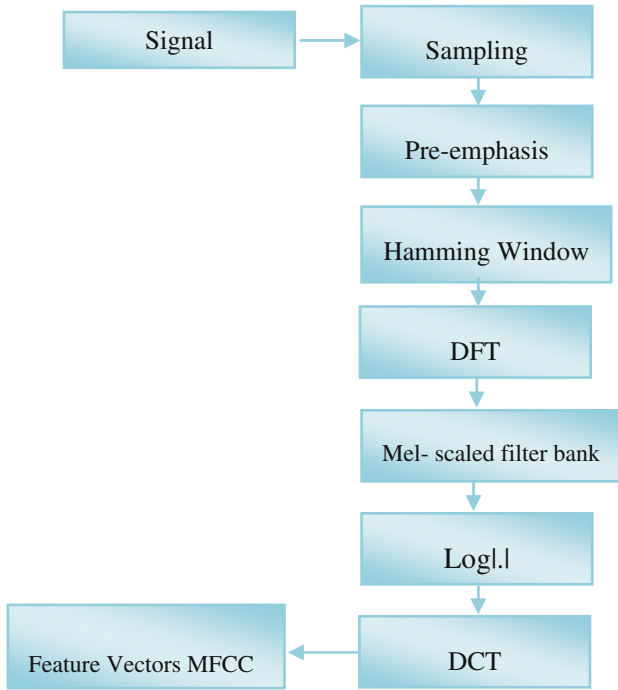 Signal
Sampling
Pre-emphasis
Hamming Window
DFT
Mel- scaled filter bank
Log|.|
DCT
Feature Vectors MFCC